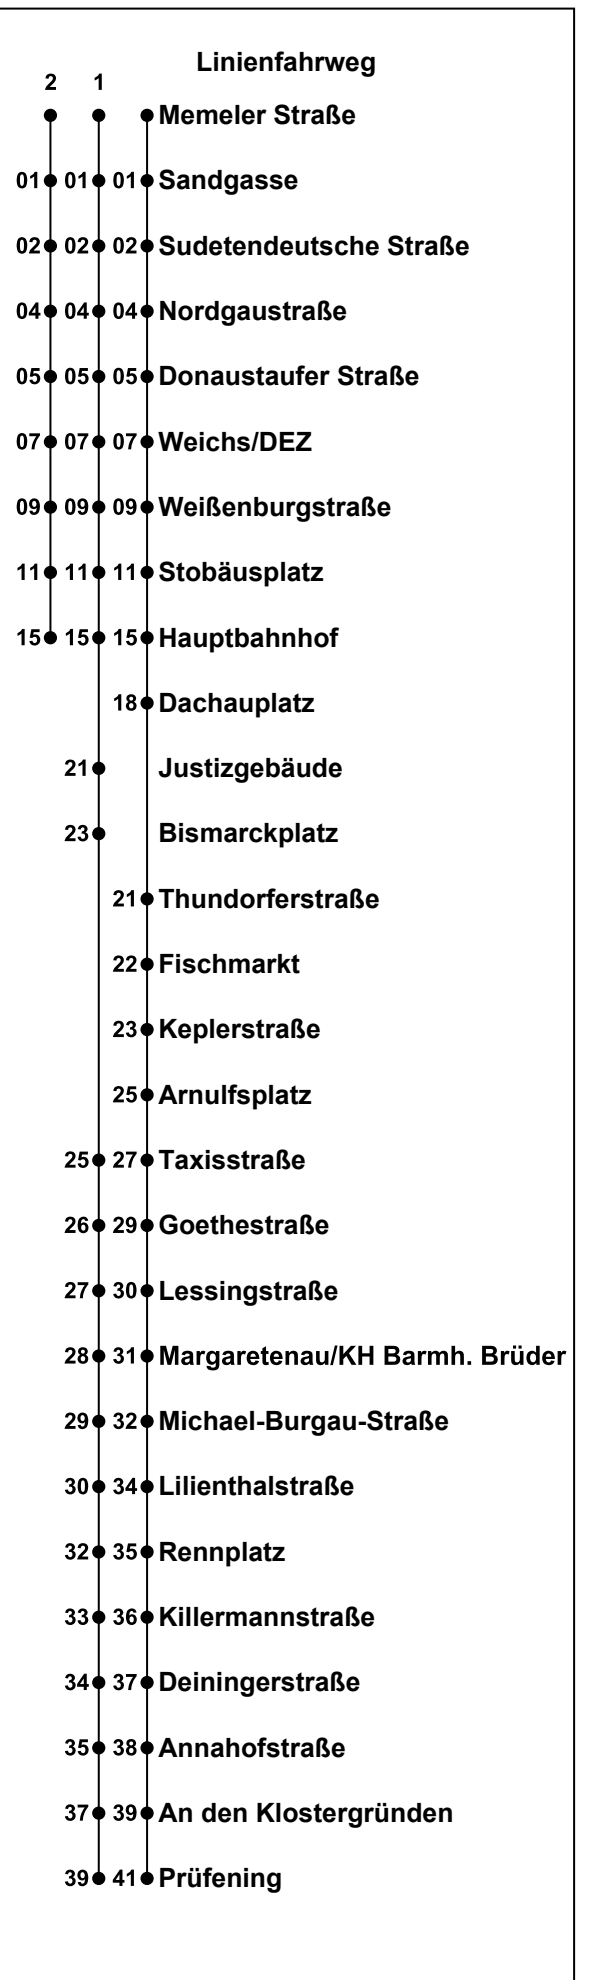 Linienfahrweg
2 1
Memeler Straße
01 01 01 Sandgasse
02 02 02 Sudetendeutsche Straße
04 04 04 Nordgaustraße
05 05 05 Donaustaufer Straße
07 07 07 Weichs/DEZ
09 09 09 Weißenburgstraße
11 11 11 Stobäusplatz
15 15 15 Hauptbahnhof
18 Dachauplatz
21 Justizgebäude
23 Bismarckplatz
21 Thundorferstraße
22 Fischmarkt
23 Keplerstraße
25 Arnulfsplatz
25 27 Taxisstraße
26 29 Goethestraße
27 30 Lessingstraße
28 31 Margaretenau/KH Barmh. Brüder
29 32 Michael-Burgau-Straße
30 34 Lilienthalstraße
32 35 Rennplatz
33 36 Killermannstraße
34 37 Deiningerstraße
35 38 Annahofstraße
37 39 An den Klostergründen
39 41 Prüfening